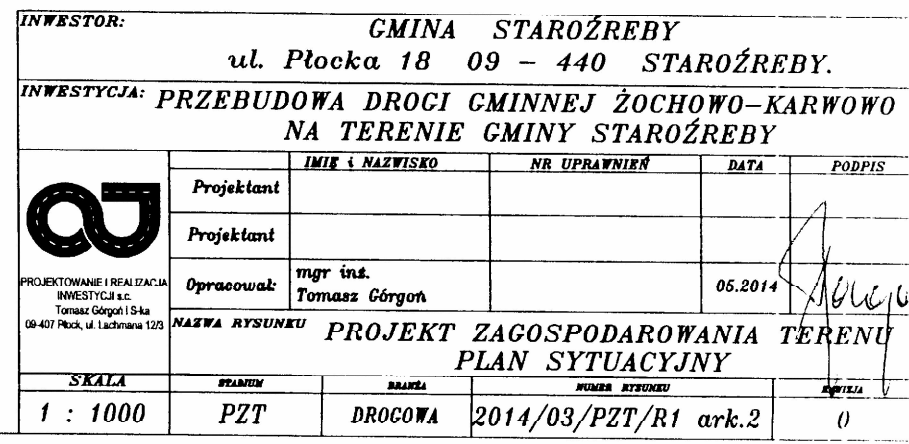 INWESTOR: GMINA STAROŹREBY
ul. Płocka 18 09 - 440 STAROŹREBY.
INWESTYCJA: PRZEBUDOWA DROGI GMINNEJ ŻOCHOWO-KARWOWO
NA TERENIE GMINY STAROŹREBY
IMIĘ i NAZWISKO NR UPRAWNIEŃ DATA PODPIS
Projektant
Projektant
PROJEKTOWANIE I REALIZACJA
INWESTYCJI s.c.
Tomasz Górgoń i S-ka
09-407 Płock, ul. Lachmana 12/3
Opracował: mgr inż.
Tomasz Górgoń
05.2014
NAZWA RYSUNKU PROJEKT ZAGOSPODAROWANIA TERENU
PLAN SYTUACYJNY
SKALA STADIUM BRANŻA NUMER RYSUNKU REWIZJA
1 : 1000 PZT DROGOWA 2014/03/PZT/R1 ark.2 0